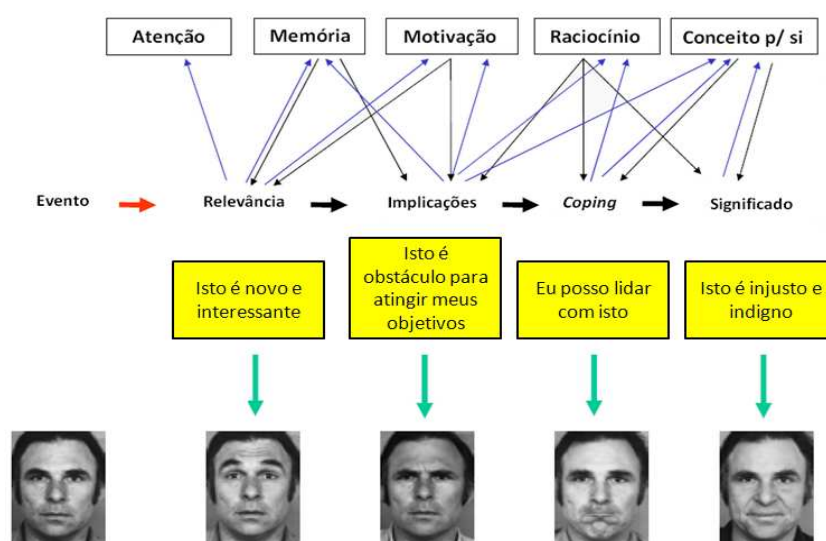 Atenção
Memória
Motivação
Raciocínio
Conceito p/ si
Evento
Relevância
Implicações
Coping
Significado
Isto é novo e
interessante
Isto é
obstáculo para
atingir meus
objetivos
Eu posso lidar
com isto
Isto é injusto e
indigno